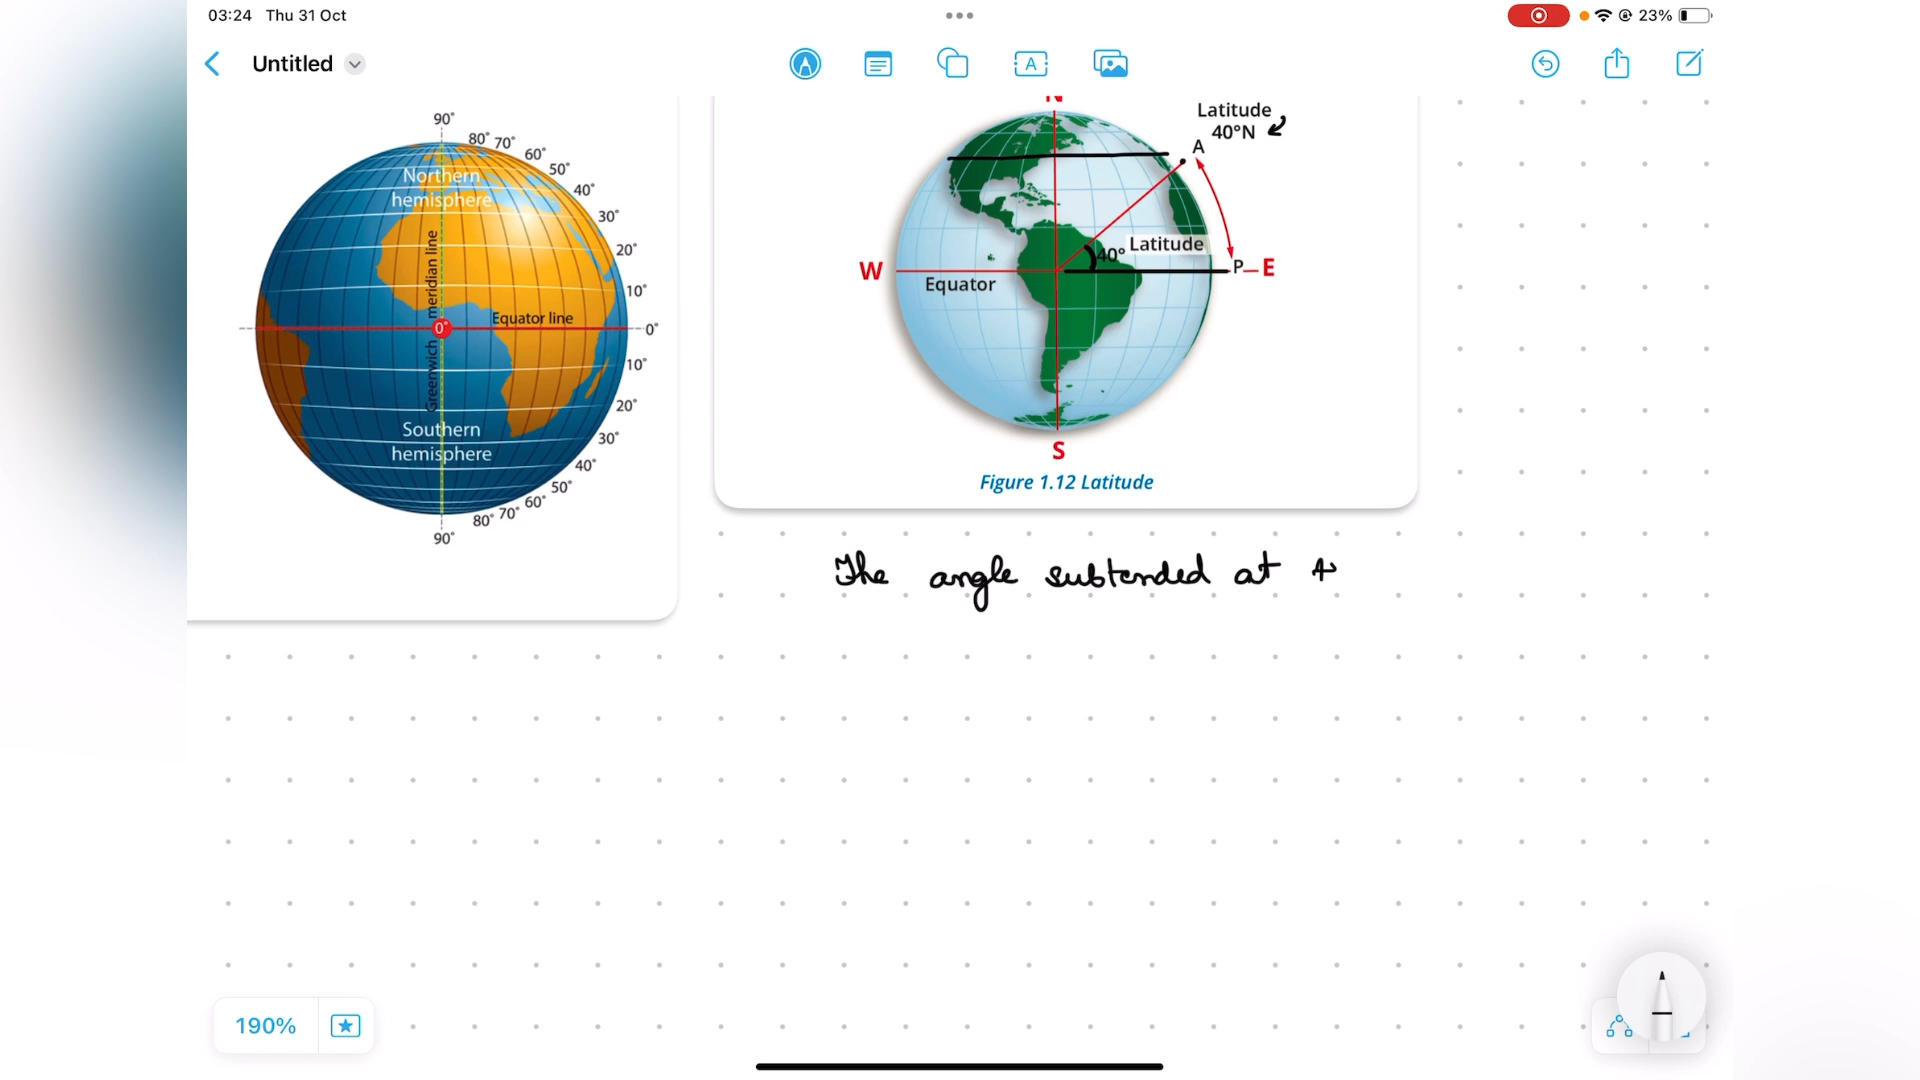 03:24 Thu 31 Oct
23%
Untitled
A
90°
80° 70°
60°
50°
40°
30°
20°
10°
0°
10°
20°
30°
40°
50°
60°
70°
80°
90°
Northern
hemisphere
Greenwich meridian line
Equator line
0°
Southern
hemisphere
N
Latitude
40°N
A
40° Latitude
W
P E
Equator
S
Figure 1.12 Latitude
The angle subtended at
190%